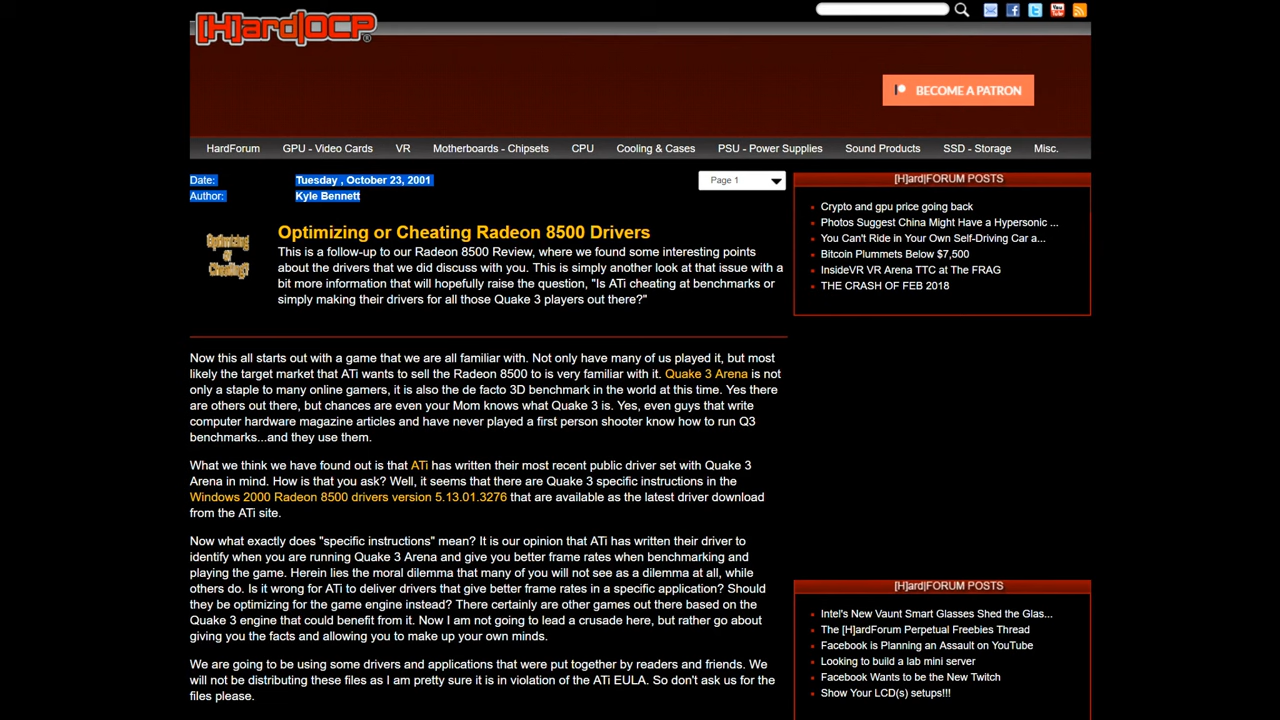 [H]ard|OCP®
BECOME A PATRON
HardForum GPU - Video Cards VR Motherboards - Chipsets CPU Cooling & Cases PSU - Power Supplies Sound Products SSD - Storage Misc.
Date: Tuesday , October 23, 2001
Author: Kyle Bennett
Page 1
Optimizing
or
Cheating?
Optimizing or Cheating Radeon 8500 Drivers
This is a follow-up to our Radeon 8500 Review, where we found some interesting points
about the drivers that we did discuss with you. This is simply another look at that issue with a
bit more information that will hopefully raise the question, "Is ATi cheating at benchmarks or
simply making their drivers for all those Quake 3 players out there?"
Now this all starts out with a game that we are all familiar with. Not only have many of us played it, but most
likely the target market that ATi wants to sell the Radeon 8500 to is very familiar with it. Quake 3 Arena is not
only a staple to many online gamers, it is also the de facto 3D benchmark in the world at this time. Yes there
are others out there, but chances are even your Mom knows what Quake 3 is. Yes, even guys that write
computer hardware magazine articles and have never played a first person shooter know how to run Q3
benchmarks...and they use them.
What we think we have found out is that ATi has written their most recent public driver set with Quake 3
Arena in mind. How is that you ask? Well, it seems that there are Quake 3 specific instructions in the
Windows 2000 Radeon 8500 drivers version 5.13.01.3276 that are available as the latest driver download
from the ATi site.
Now what exactly does "specific instructions" mean? It is our opinion that ATi has written their driver to
identify when you are running Quake 3 Arena and give you better frame rates when benchmarking and
playing the game. Herein lies the moral dilemma that many of you will not see as a dilemma at all, while
others do. Is it wrong for ATi to deliver drivers that give better frame rates in a specific application? Should
they be optimizing for the game engine instead? There certainly are other games out there based on the
Quake 3 engine that could benefit from it. Now I am not going to lead a crusade here, but rather go about
giving you the facts and allowing you to make up your own minds.
We are going to be using some drivers and applications that were put together by readers and friends. We
will not be distributing these files as I am pretty sure it is in violation of the ATi EULA. So don't ask us for the
files please.
[H]ard|FORUM POSTS
Crypto and gpu price going back
Photos Suggest China Might Have a Hypersonic ...
You Can't Ride in Your Own Self-Driving Car a...
Bitcoin Plummets Below $7,500
InsideVR VR Arena TTC at The FRAG
THE CRASH OF FEB 2018
[H]ard|FORUM POSTS
Intel's New Vaunt Smart Glasses Shed the Glas...
The [H]ardForum Perpetual Freebies Thread
Facebook is Planning an Assault on YouTube
Looking to build a lab mini server
Facebook Wants to be the New Twitch
Show Your LCD(s) setups!!!